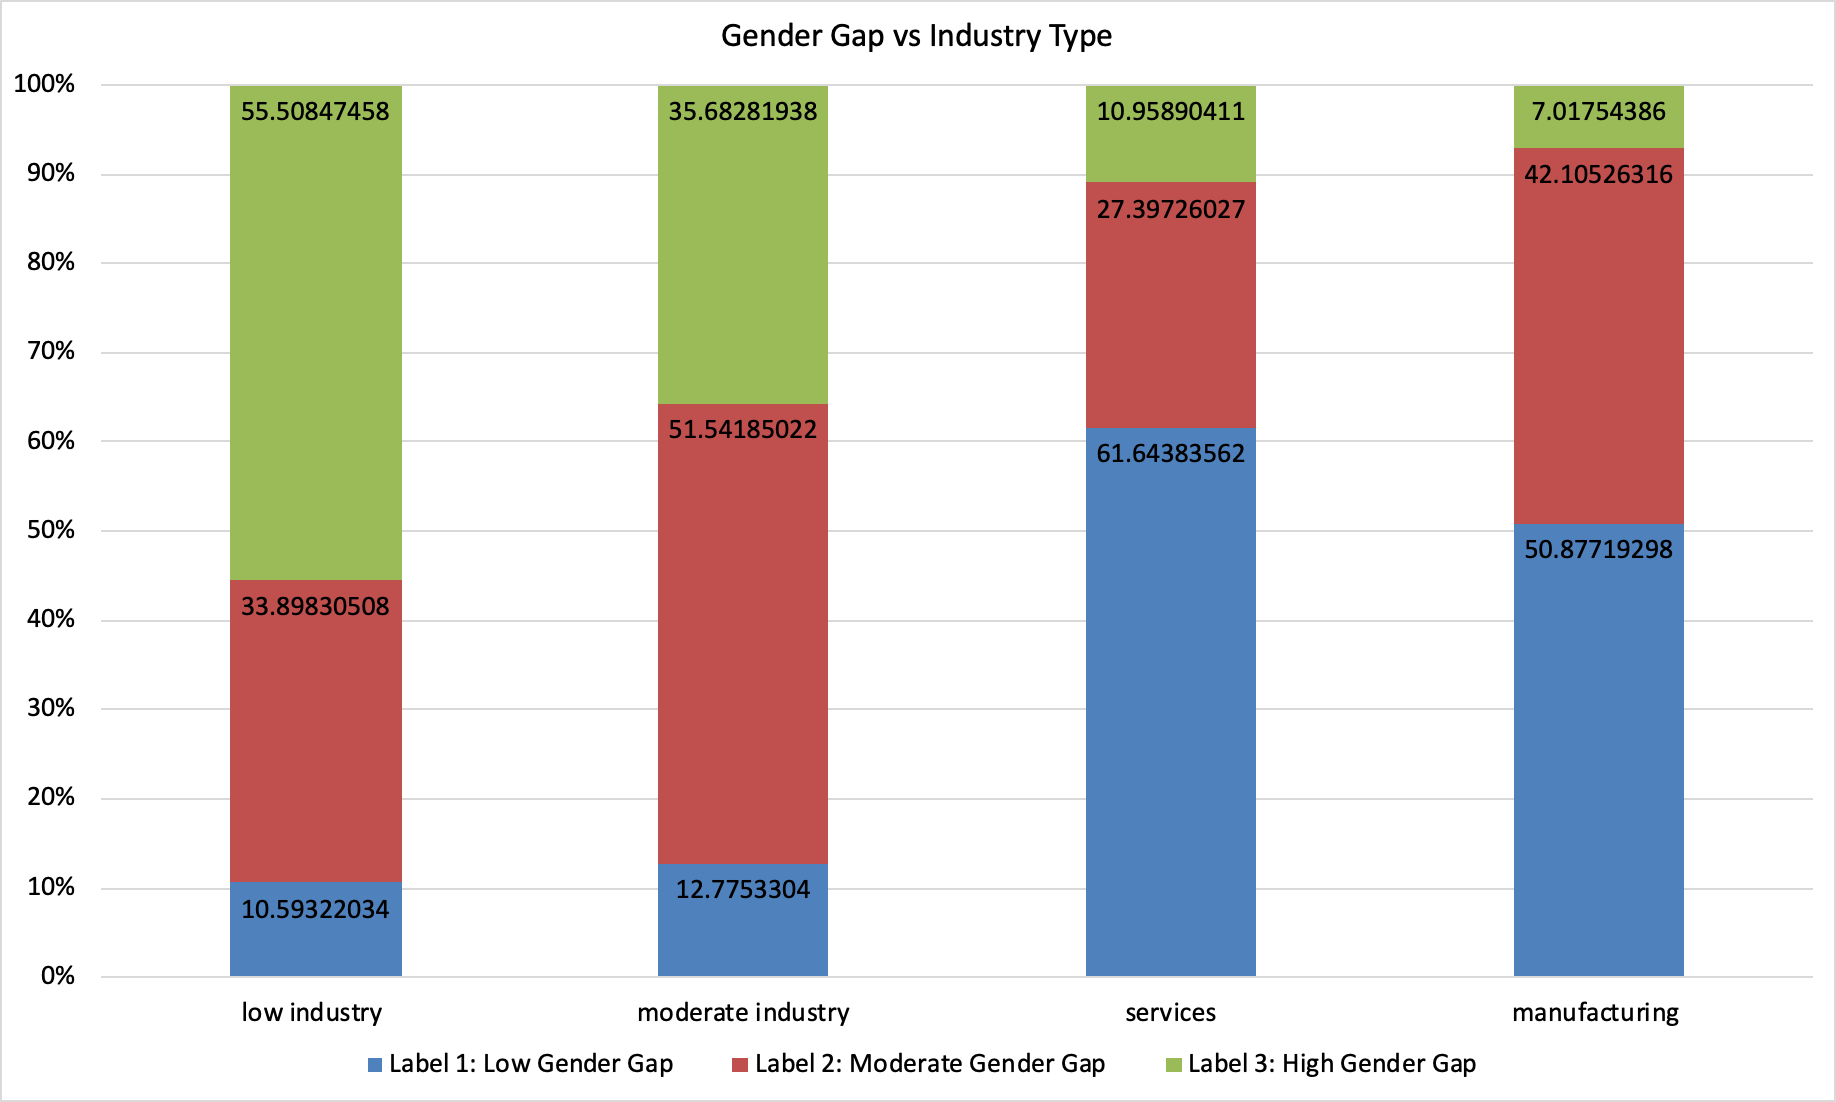 Gender Gap vs Industry Type
100%
90%
80%
70%
60%
50%
40%
30%
20%
10%
0%
55.50847458
33.89830508
10.59322034
35.68281938
51.54185022
12.7753304
10.95890411
27.39726027
61.64383562
7.01754386
42.10526316
50.87719298
low industry
moderate industry
services
manufacturing
Label 1: Low Gender Gap
Label 2: Moderate Gender Gap
Label 3: High Gender Gap